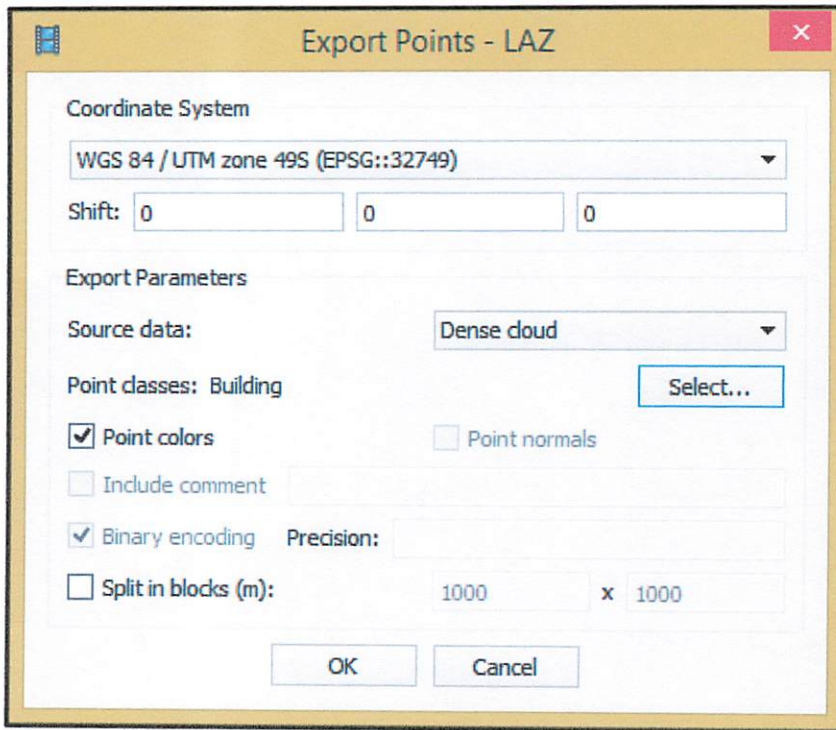 Export Points - LAZ
Coordinate System
WGS 84 / UTM zone 49S (EPSG::32749)
Shift: 0 0 0
Export Parameters
Source data: Dense cloud
Point classes: Building Select...
Point colors Point normals
Include comment
Binary encoding Precision:
Split in blocks (m): 1000 x 1000
OK Cancel